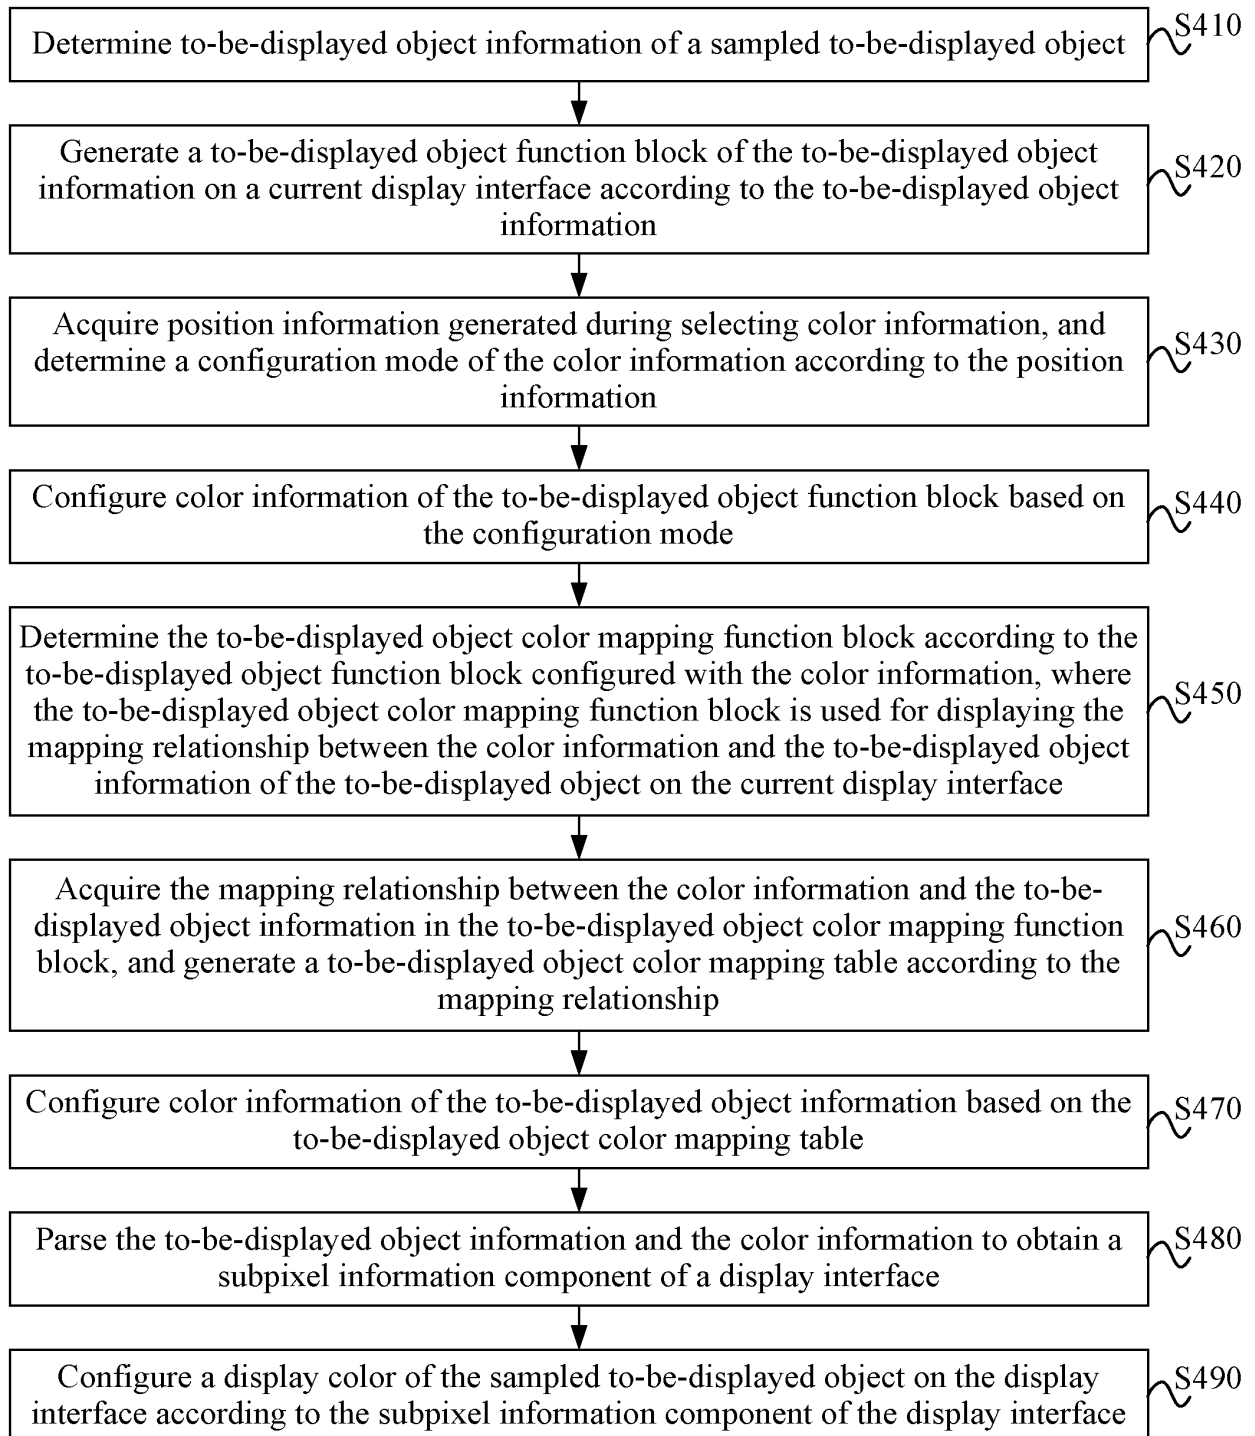 Determine to-be-displayed object information of a sampled to-be-displayed object
S410
Generate a to-be-displayed object function block of the to-be-displayed object
information on a current display interface according to the to-be-displayed object
information
S420
Acquire position information generated during selecting color information, and
determine a configuration mode of the color information according to the position
information
S430
Configure color information of the to-be-displayed object function block based on
the configuration mode
S440
Determine the to-be-displayed object color mapping function block according to the
to-be-displayed object function block configured with the color information, where
the to-be-displayed object color mapping function block is used for displaying the
mapping relationship between the color information and the to-be-displayed object
information of the to-be-displayed object on the current display interface
S450
Acquire the mapping relationship between the color information and the to-be-
displayed object information in the to-be-displayed object color mapping function
block, and generate a to-be-displayed object color mapping table according to the
mapping relationship
S460
Configure color information of the to-be-displayed object information based on the
to-be-displayed object color mapping table
S470
Parse the to-be-displayed object information and the color information to obtain a
subpixel information component of a display interface
S480
Configure a display color of the sampled to-be-displayed object on the display
interface according to the subpixel information component of the display interface
S490